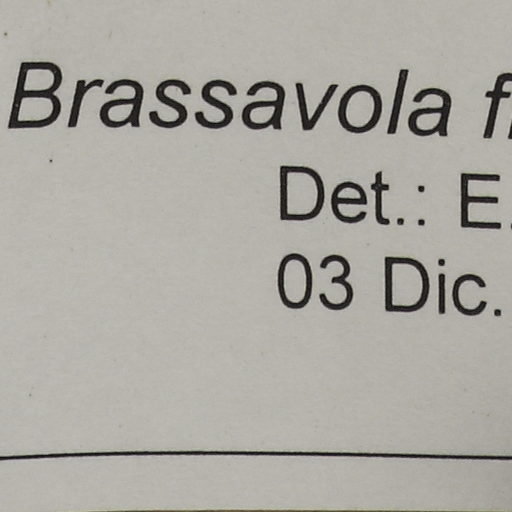 Brassavola
Det.: E.
03 Dic.